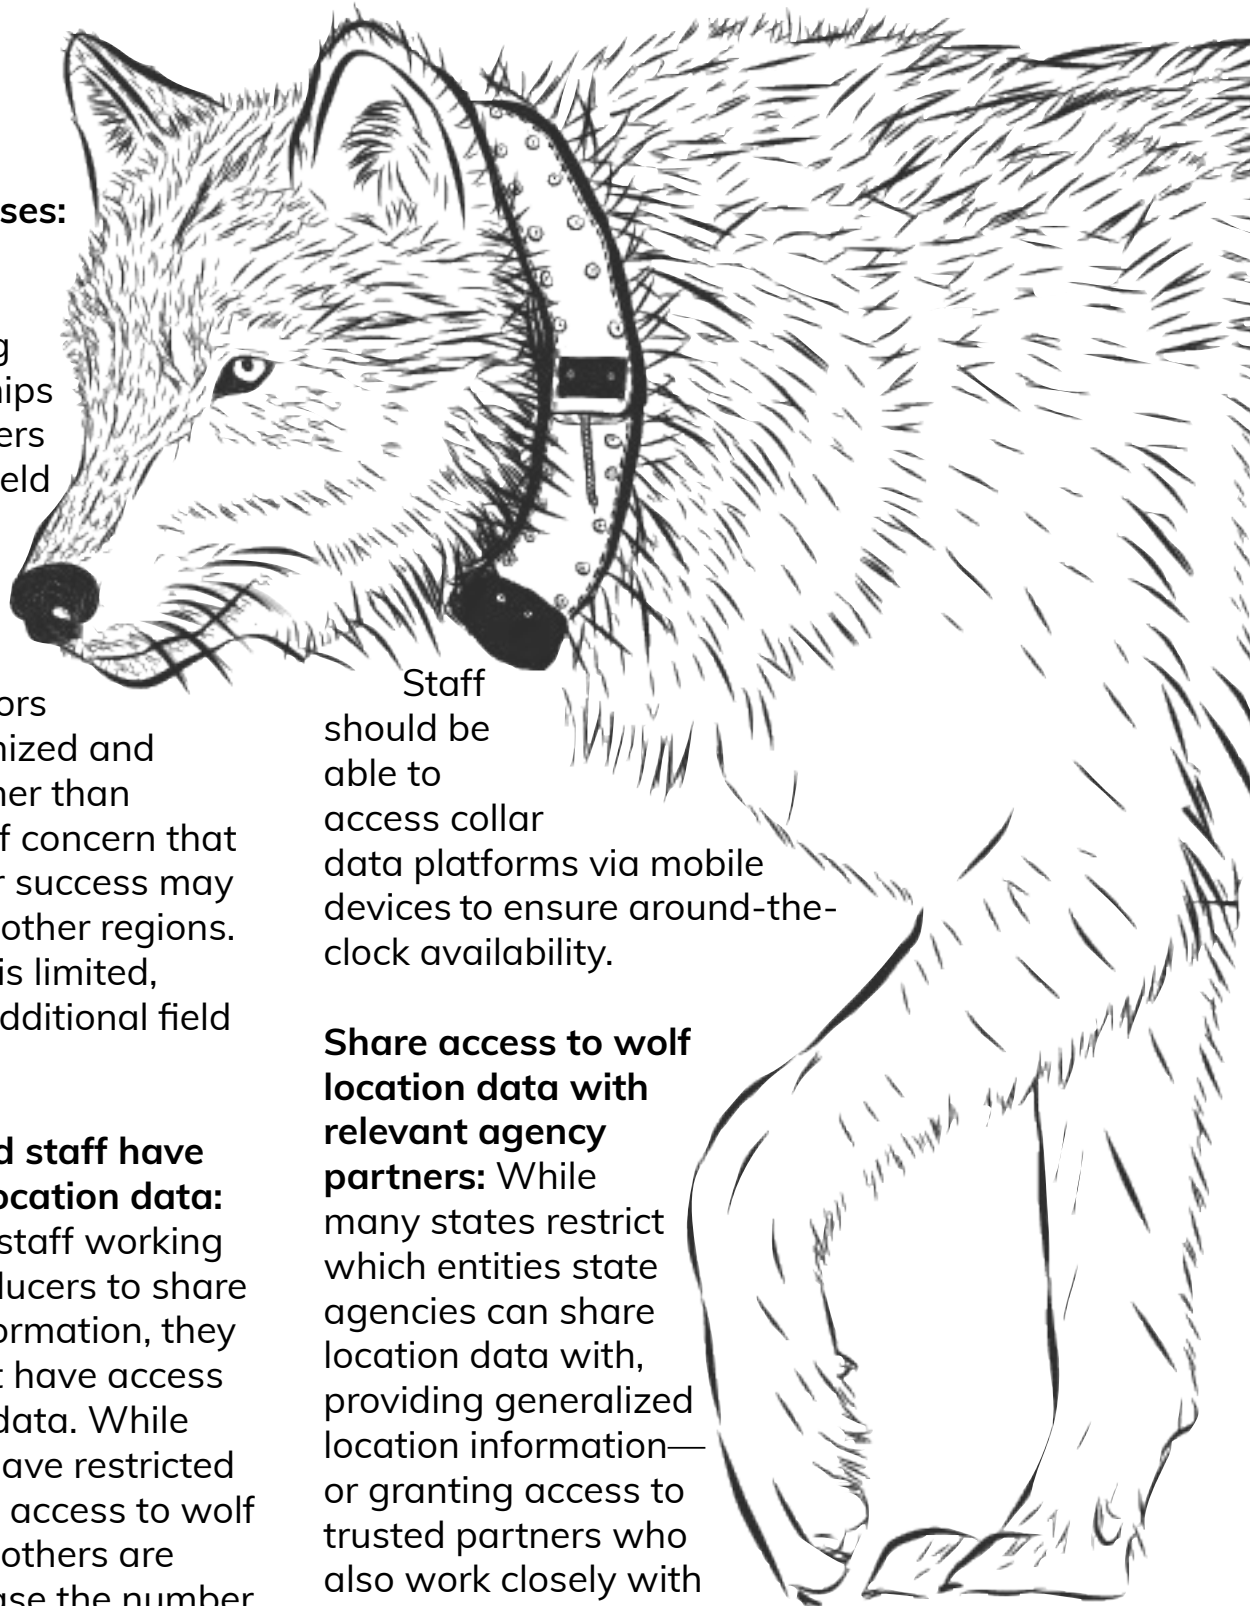 ses:
g
ips
ers
eld
ors
nized and
her than
f concern that
r success may
other regions.
is limited,
dditional field
d staff have
ocation data:
staff working
ducers to share
ormation, they
t have access
data. While
ave restricted
access to wolf
others are
ase the number
Staff
should be
able to
access collar
data platforms via mobile
devices to ensure around-the-
clock availability.
Share access to wolf
location data with
relevant agency
partners: While
many states restrict
which entities state
agencies can share
location data with,
providing generalized
location information—
or granting access to
trusted partners who
also work closely with